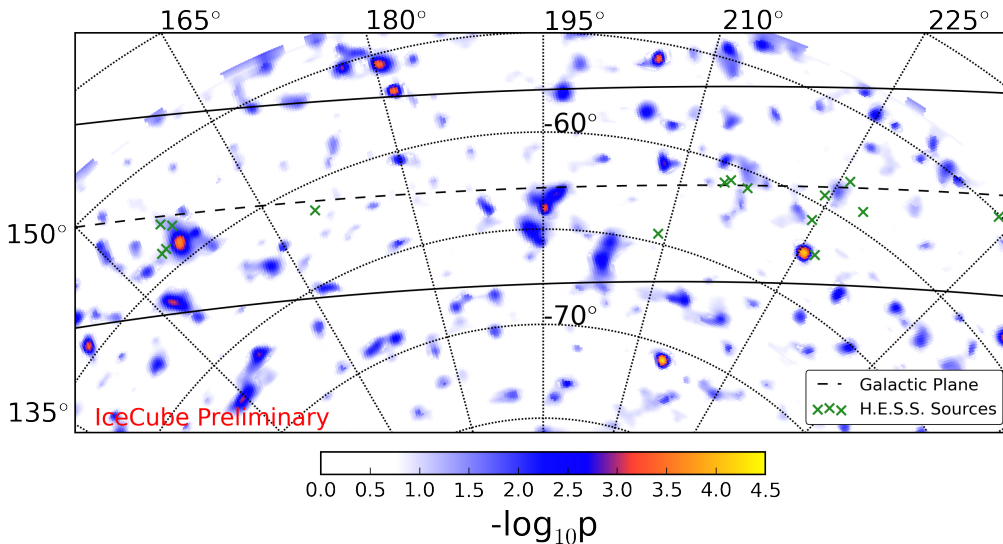 165° 180° 195° 210° 225°
-60°
150°
-70°
135°
IceCube Preliminary
Galactic Plane
H.E.S.S. Sources
0.0 0.5 1.0 1.5 2.0 2.5 3.0 3.5 4.0 4.5
-log₁₀p